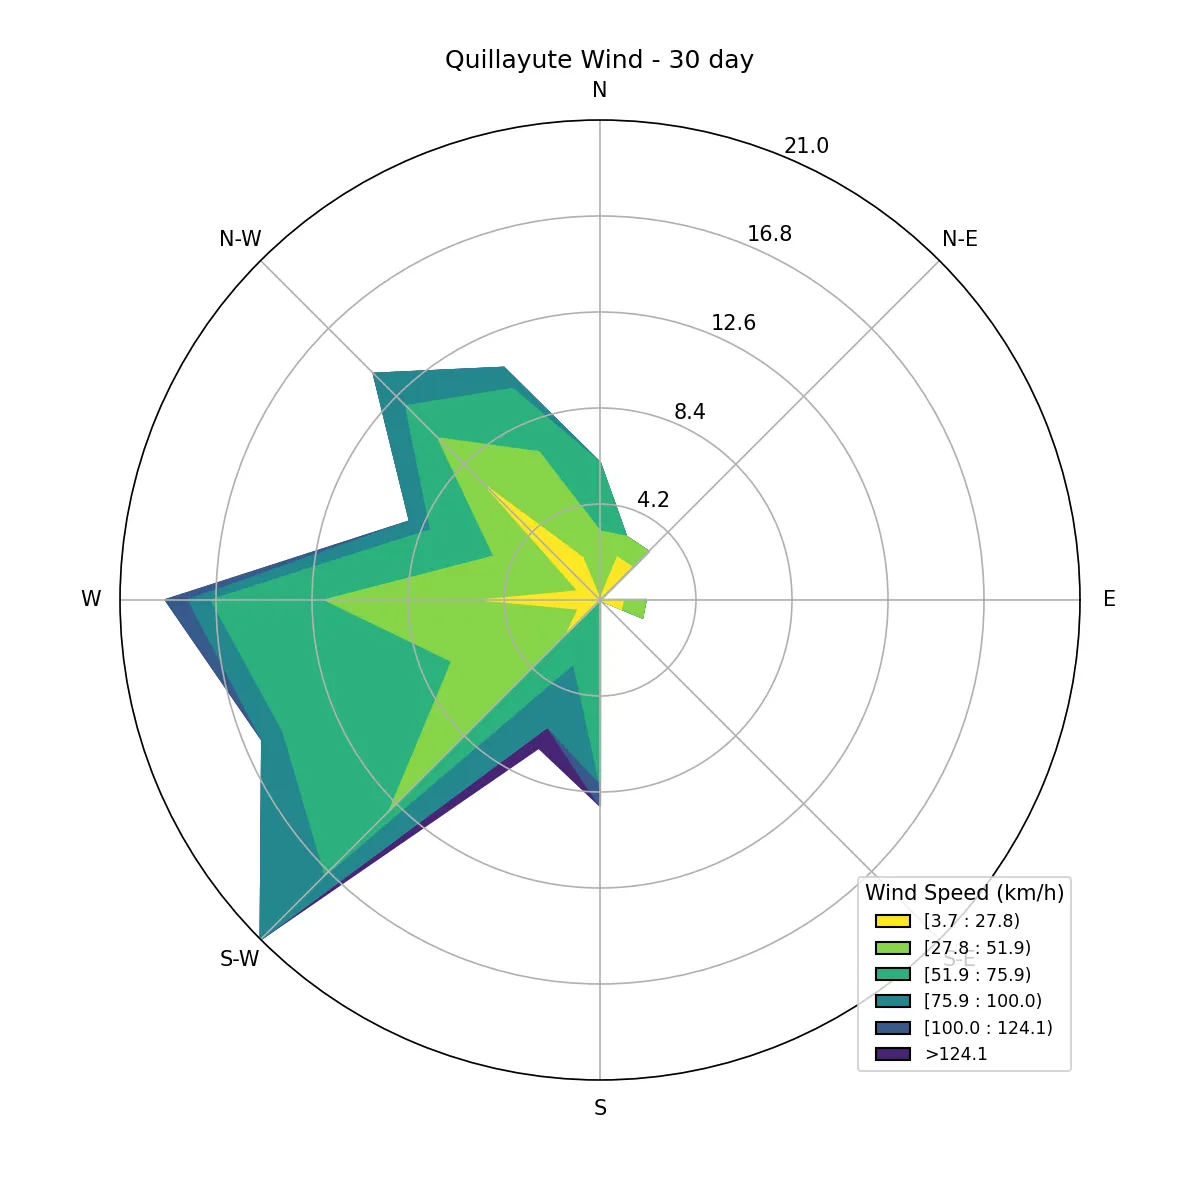 Quillayute Wind - 30 day
N
21.0
16.8
N-W
N-E
12.6
8.4
4.2
W
E
Wind Speed (km/h)
[3.7 : 27.8)
[27.8 : 51.9)
S-W
S-E
[51.9 : 75.9)
[75.9 : 100.0)
[100.0 : 124.1)
>124.1
S